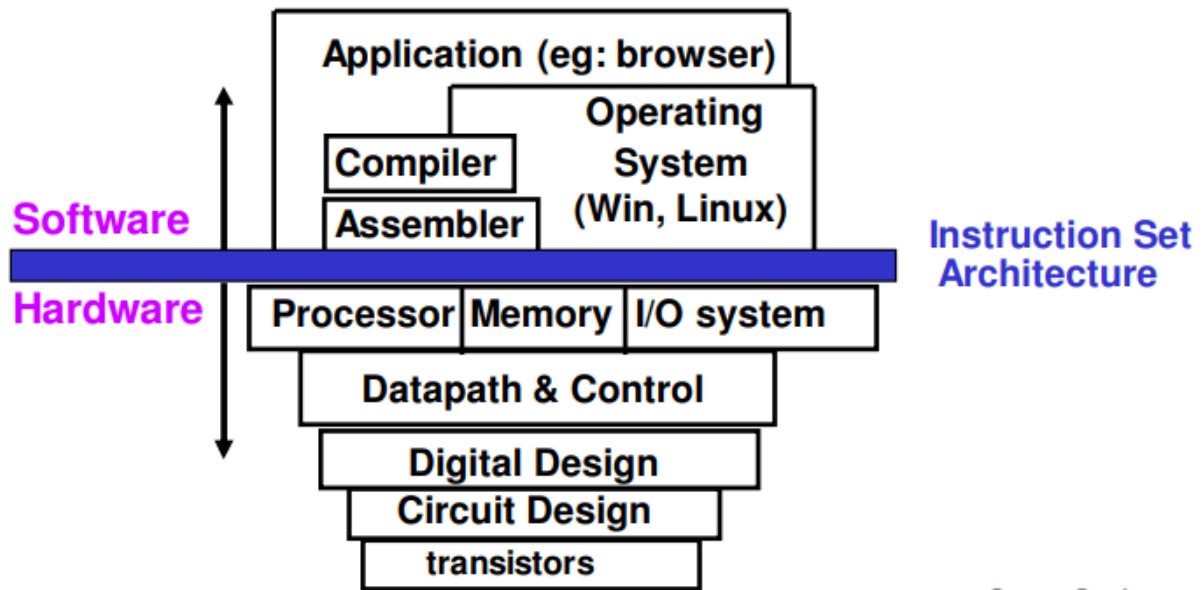 Application (eg: browser)
Operating
System
(Win, Linux)
Compiler
Assembler
Software
Instruction Set
Architecture
Hardware
Processor
Memory
I/O system
Datapath & Control
Digital Design
Circuit Design
transistors